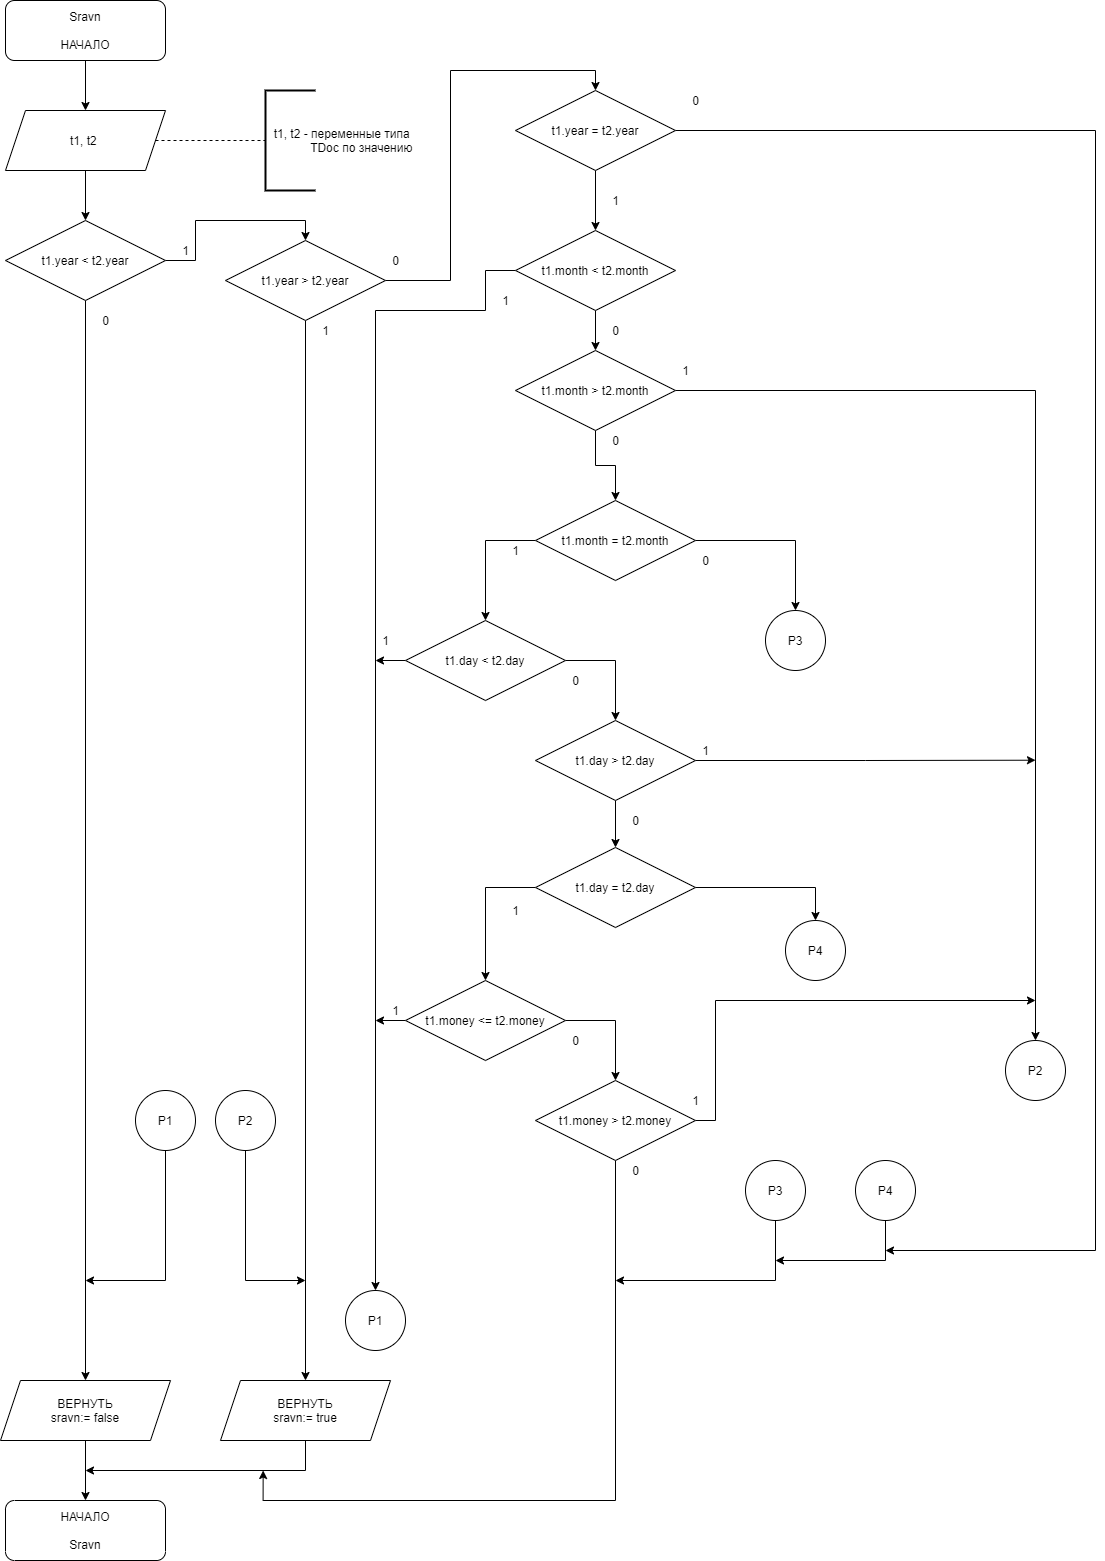 Sravn
НАЧАЛО
t1, t2
t1, t2 - переменные типа
TDoc по значению
t1.year = t2.year
0
1
t1.year < t2.year
1
0
t1.year > t2.year
0
1
t1.month < t2.month
1
0
t1.month > t2.month
1
0
t1.month = t2.month
1
0
P3
t1.day < t2.day
1
0
t1.day > t2.day
1
0
t1.day = t2.day
1
P4
t1.money <= t2.money
1
0
P2
t1.money > t2.money
1
0
P1
P2
P3
P4
P1
ВЕРНУТЬ
sravn:= false
ВЕРНУТЬ
sravn:= true
НАЧАЛО
Sravn